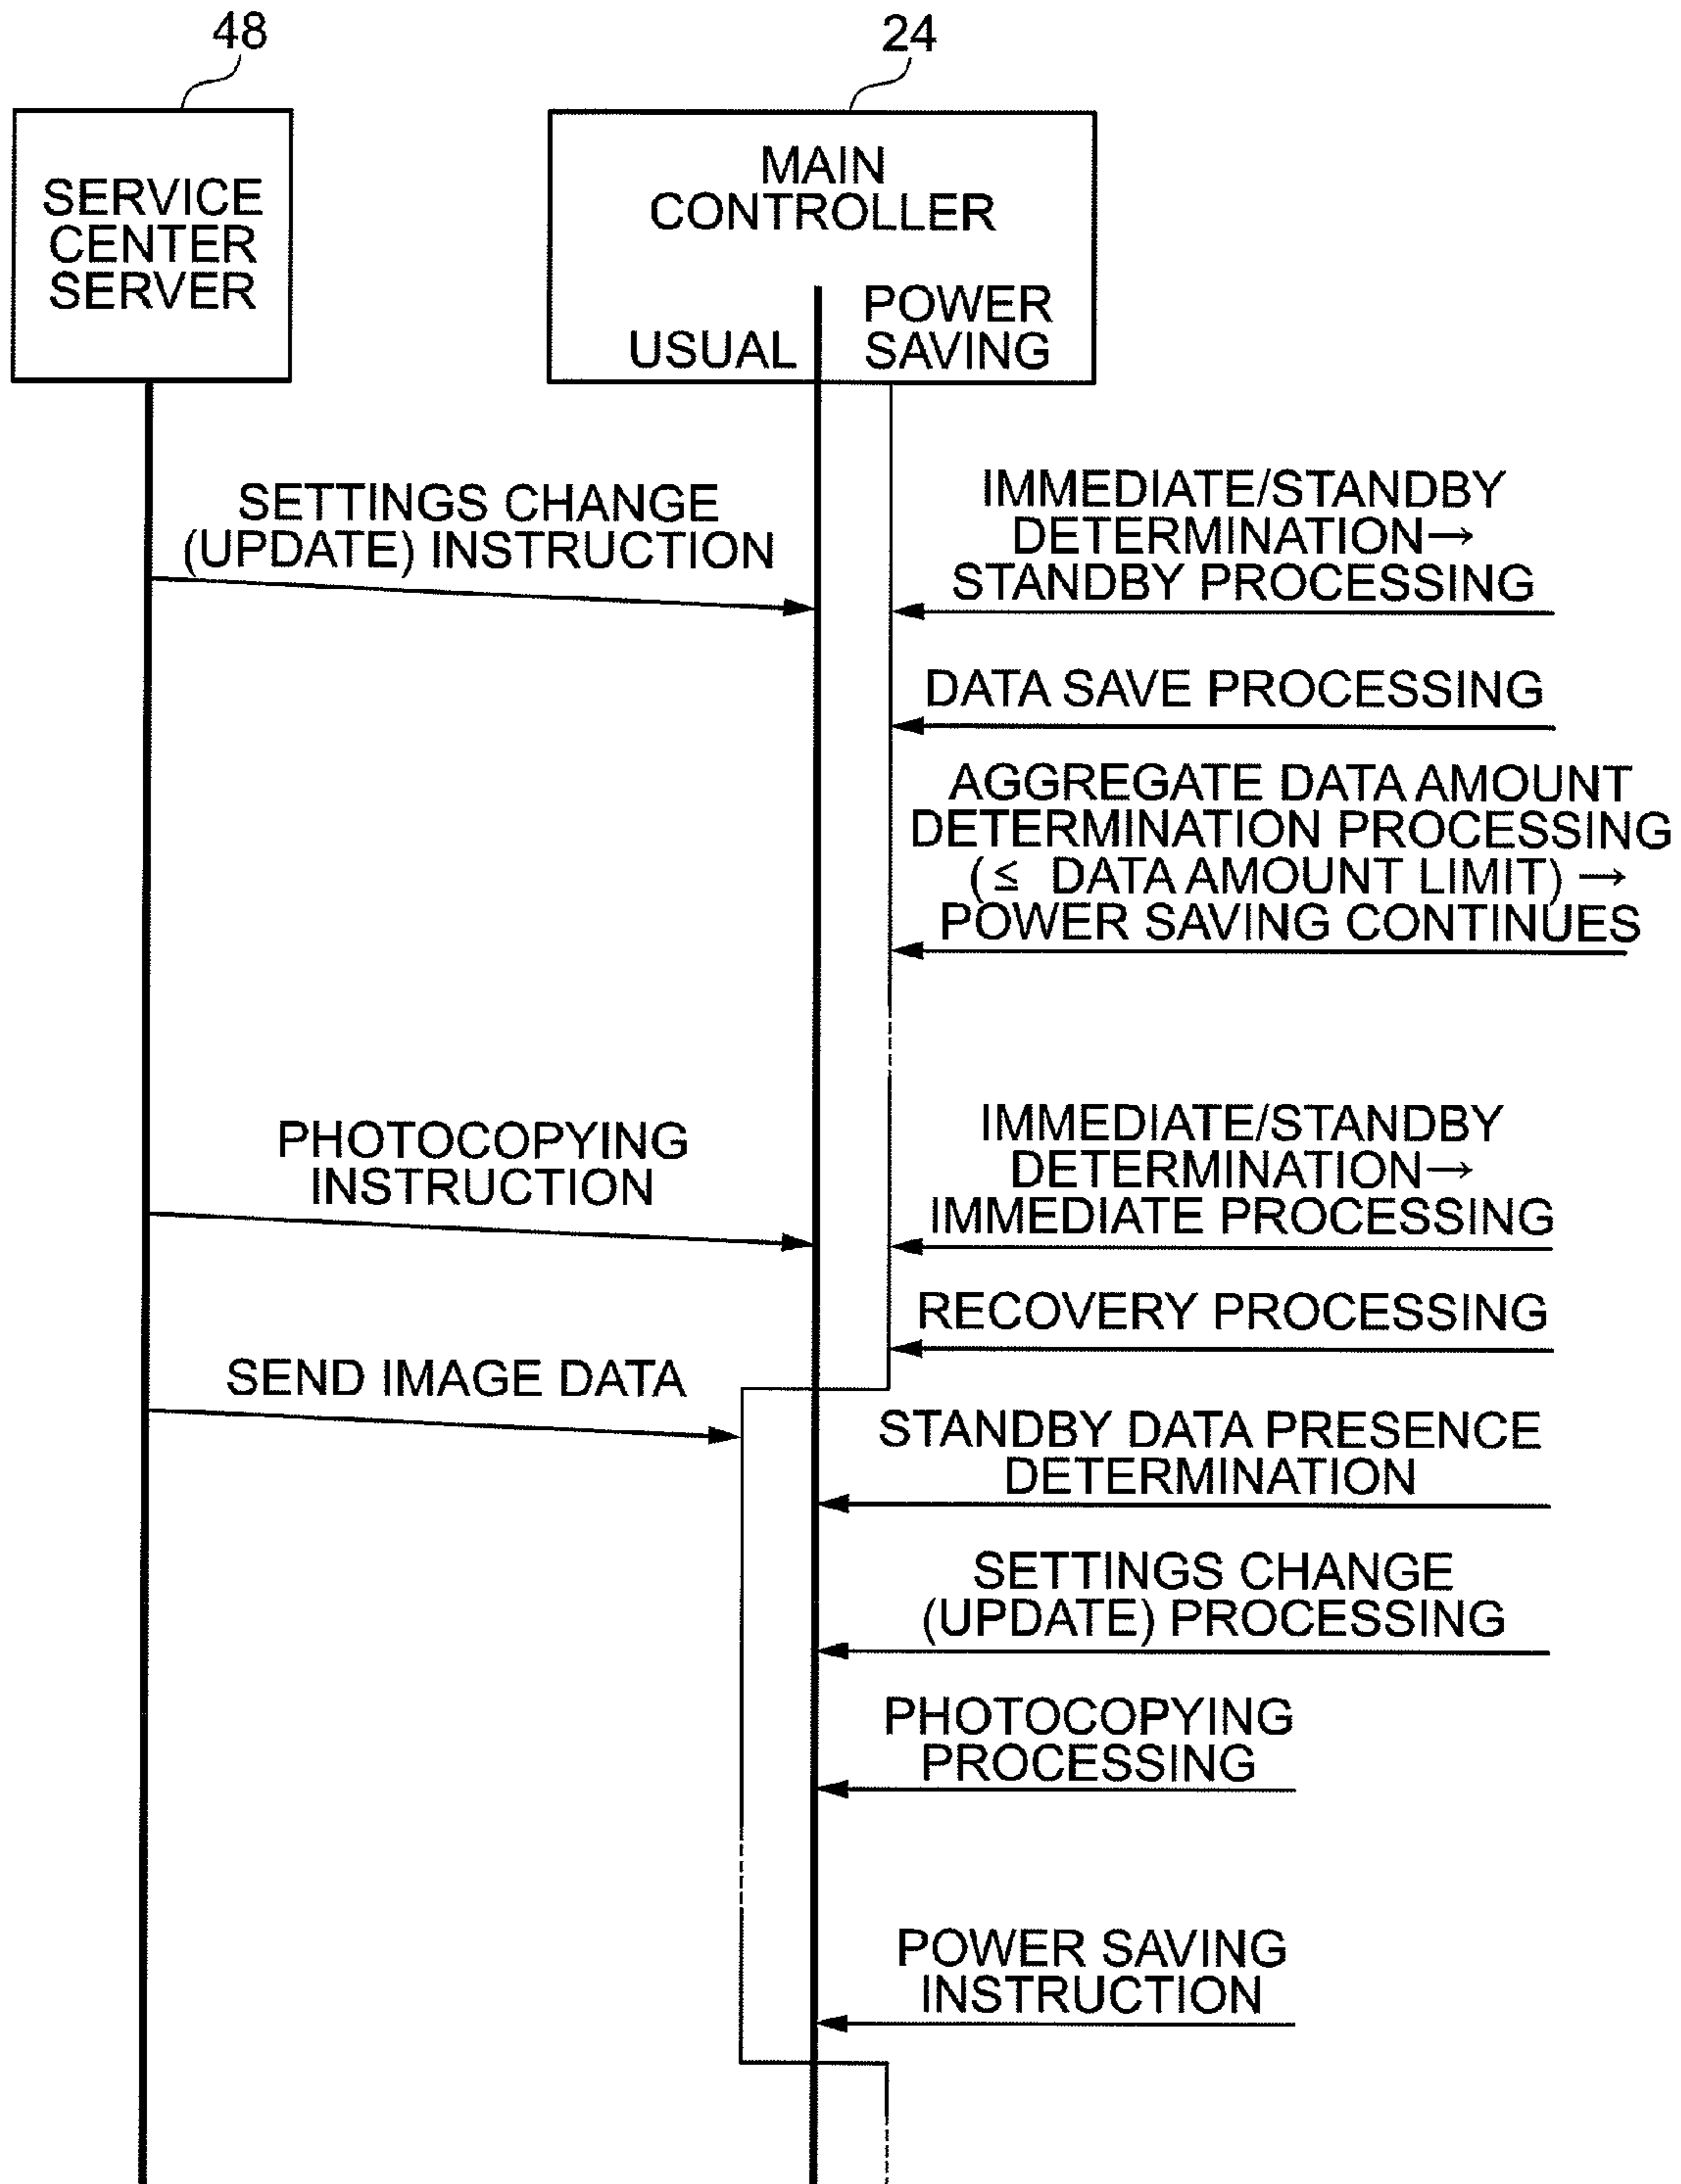 48
24
SERVICE
CENTER
SERVER
MAIN
CONTROLLER
USUAL
POWER
SAVING
SETTINGS CHANGE
(UPDATE) INSTRUCTION
IMMEDIATE/STANDBY
DETERMINATION→
STANDBY PROCESSING
DATA SAVE PROCESSING
AGGREGATE DATA AMOUNT
DETERMINATION PROCESSING
(≤ DATA AMOUNT LIMIT) →
POWER SAVING CONTINUES
PHOTOCOPYING
INSTRUCTION
IMMEDIATE/STANDBY
DETERMINATION→
IMMEDIATE PROCESSING
RECOVERY PROCESSING
SEND IMAGE DATA
STANDBY DATA PRESENCE
DETERMINATION
SETTINGS CHANGE
(UPDATE) PROCESSING
PHOTOCOPYING
PROCESSING
POWER SAVING
INSTRUCTION